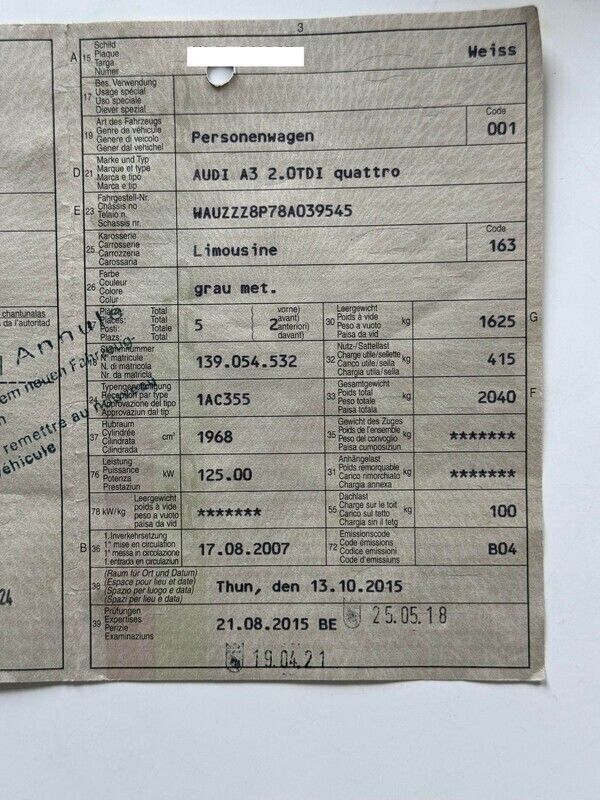 3
A 15 Schild
Plaque
Targa
Numer
Weiss
17 Bes. Verwendung
Usage spécial
Uso speciale
Diever spezial
19 Art des Fahrzeugs
Genre de véhicule
Genere di veicolo
Gener dal vehichel
Personenwagen
Code
001
D 21 Marke und Typ
Marque et type
Marca e tipo
Marca e tip
AUDI A3 2.0TDI quattro
E 23 Fahrgestell-Nr.
Châssis no
Telaio n.
Schassis nr.
WAUZZZ8P78A039545
25 Karosserie
Carrosserie
Carrozzeria
Carossaria
Limousine
Code
163
26 Farbe
Couleur
Colore
Colur
grau met.
Plätze: Total
Places: Total
Posti: Totale
Plazs: Total
5
2
vorne)
avant)
anteriori)
davant)
30 Leergewicht
Poids à vide
Peso a vuoto
Paisa da vid
kg
1625
G
18 Stammnummer
N° matricule
N. di matricola
Nr. da matricla
139.054.532
32 Nutz-/Sattellast
Charge utile/sellette
Carico utile/sella
Chargia utila/sella
kg
415
24 Typengenehmigung
Réception par type
Approvazione del tipo
Approvaziun dal tip
1AC355
33 Gesamtgewicht
Poids total
Peso totale
Paisa totala
kg
2040
F
37 Hubraum
Cylindrée
Cilindrata
Cilindrada
cm³
1968
35 Gewicht des Zuges
Poids de l'ensemble
Peso del convoglio
Paisa cumposiziun
kg
*******
76 Leistung
Puissance
Potenza
Prestaziun
kW
125.00
31 Anhängelast
Poids remorquable
Carico rimorchiato
Chargia annexa
kg
*******
78 kW/kg
Leergewicht
poids à vide
peso a vuoto
paisa da vid
*******
55 Dachlast
Charge sur le toit
Carico sul tetto
Chargia sin il tetg
kg
100
B 36 1.Inverkehrsetzung
1re mise en circulation
1a messa in circolazione
1.entrada en circulaziun
17.08.2007
72 Emissionscode
Code émissions
Codice emissioni
Code d'emissiuns
B04
38 (Raum für Ort und Datum)
(Espace pour lieu et date)
(Spazio per luogo e data)
(Spazi per lieu e data)
Thun, den 13.10.2015
39 Prüfungen
Expertises
Perizie
Examinaziuns
21.08.2015 BE
25.05.18
19.04.21
chantunalas
da l'autoritad
/ Annulé
em neuen Fahrzeug-
remettre au nouveau
véhicule
24